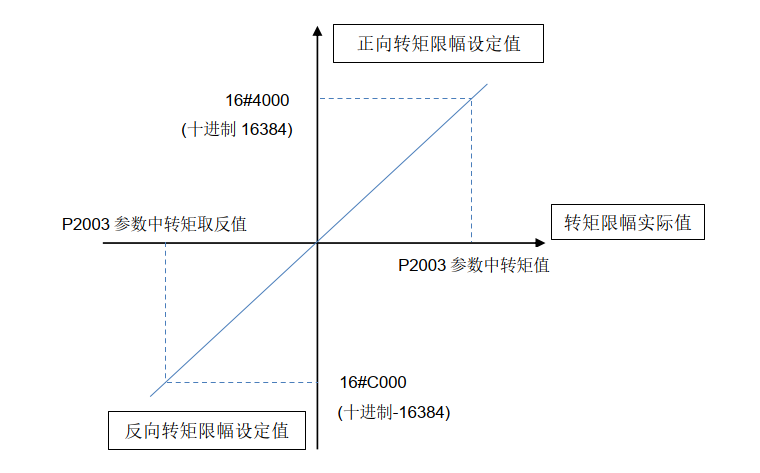 正向转矩限幅设定值
16#4000
(十进制 16384)
P2003 参数中转矩取反值
转矩限幅实际值
P2003 参数中转矩值
16#C000
(十进制-16384)
反向转矩限幅设定值